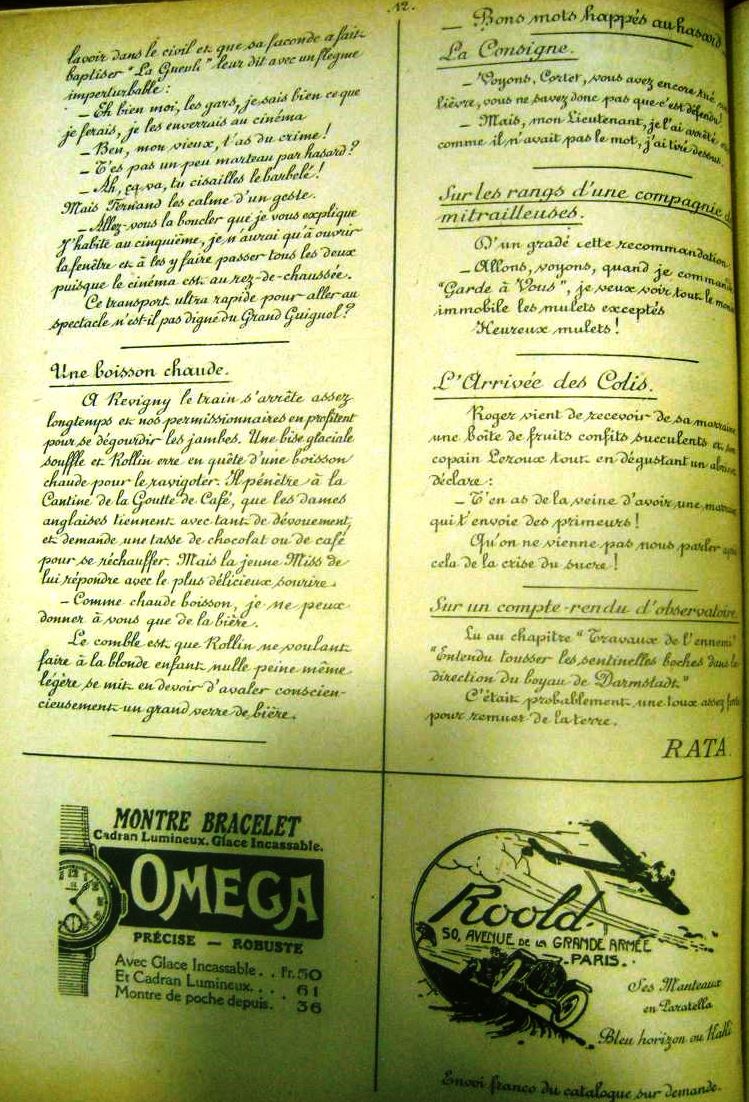 12.
lavoir dans le civil et que sa faconde a fait
baptiser "La Gueule" leur dit avec un flegme
imperturbable :
_ Eh bien moi, les gars, je sais bien ce que
je ferais, je les enverrais au cinéma
_ Ben, mon vieux, t'as du crime !
_ T'es pas un peu marteau par hasard ?
_ Ah, ça va, tu cisailles le barbelé !
Mais Fernand les calme d'un geste.
_ Allez-vous la boucler que je vous explique
J'habite au cinquième, je n'aurai qu'à ouvrir
la fenêtre et à les y faire passer tous les deux
puisque le cinéma est au rez-de-chaussée.
Ce transport ultra rapide pour aller au
spectacle n'est-il pas digne du Grand Guignol ?
Une boisson chaude.
A Revigny le train s'arrête assez
longtemps et nos permissionnaires en profitent
pour se dégourdir les jambes. Une bise glaciale
souffle et Rollin erre en quête d'une boisson
chaude pour le ravigoter. Il pénètre à la
Cantine de la Goutte de Café, que les dames
anglaises tiennent avec tant de dévouement,
et demande une tasse de chocolat ou de café
pour se réchauffer. Mais la jeune Miss de
lui répondre avec le plus délicieux sourire.
_ Comme chaude boisson, je ne peux
donner à vous que de la bière.
Le comble est que Rollin ne voulant
faire à la blonde enfant nulle peine même
légère se mit en devoir d'avaler conscien-
cieusement un grand verre de bière.
_ Bons mots happés au hasard
La Consigne.
_ Voyons, Cortet, vous avez encore tué
lièvre, vous ne savez donc pas que c'est défendu !
_ Mais, mon Lieutenant, je l'ai arrêté et
comme il n'avait pas le mot, j'ai tiré dessus.
Sur les rangs d'une compagnie de
mitrailleuses.
D'un gradé cette recommandation
_ Allons, voyons, quand je commande
"Garde à Vous", je veux voir tout le monde
immobile les mulets exceptés
Heureux mulets !
L'Arrivée des Colis.
Roger vient de recevoir de sa marraine
une boîte de fruits confits succulents et son
copain Leroux tout en dégustant un abricot
déclare :
_ T'en as de la veine d'avoir une marraine
qui t'envoie des primeurs !
Qu'on ne vienne pas nous parler après
cela de la crise du sucre !
Sur un compte-rendu d'observatoire.
Lu au chapitre "Travaux de l'ennemi"
"Entendu tousser les sentinelles boches dans la
direction du boyau de Darmstadt."
C'était probablement une toux assez forte
pour remuer de la terre.
RATA.
MONTRE BRACELET
Cadran Lumineux. Glace Incassable.
OMEGA
PRÉCISE — ROBUSTE
Avec Glace Incassable . . Fr. 50
Et Cadran Lumineux . . . 61
Montre de poche depuis . 36
Roold
50, AVENUE DE LA GRANDE ARMÉE
. PARIS . .
Ses Manteaux
en Paratella
Bleu horizon ou Kaki
Envoi franco du catalogue sur demande.